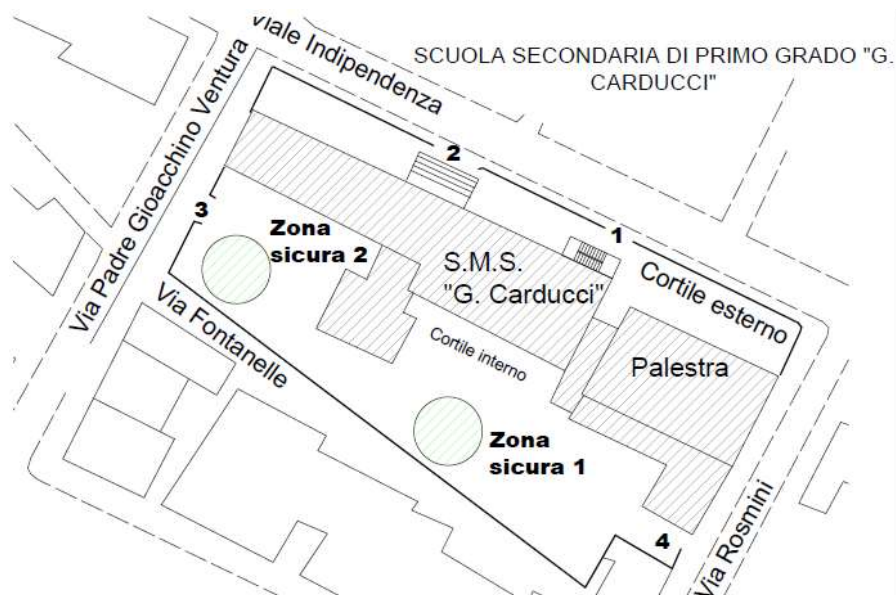 Viale Indipendenza
SCUOLA SECONDARIA DI PRIMO GRADO "G.
CARDUCCI"
Via Padre Gioacchino Ventura
2
3
Zona
sicura 2
1
S.M.S.
"G. Carducci"
Cortile esterno
Via Fontanelle
Cortile interno
Palestra
Zona
sicura 1
4
Via Rosmini